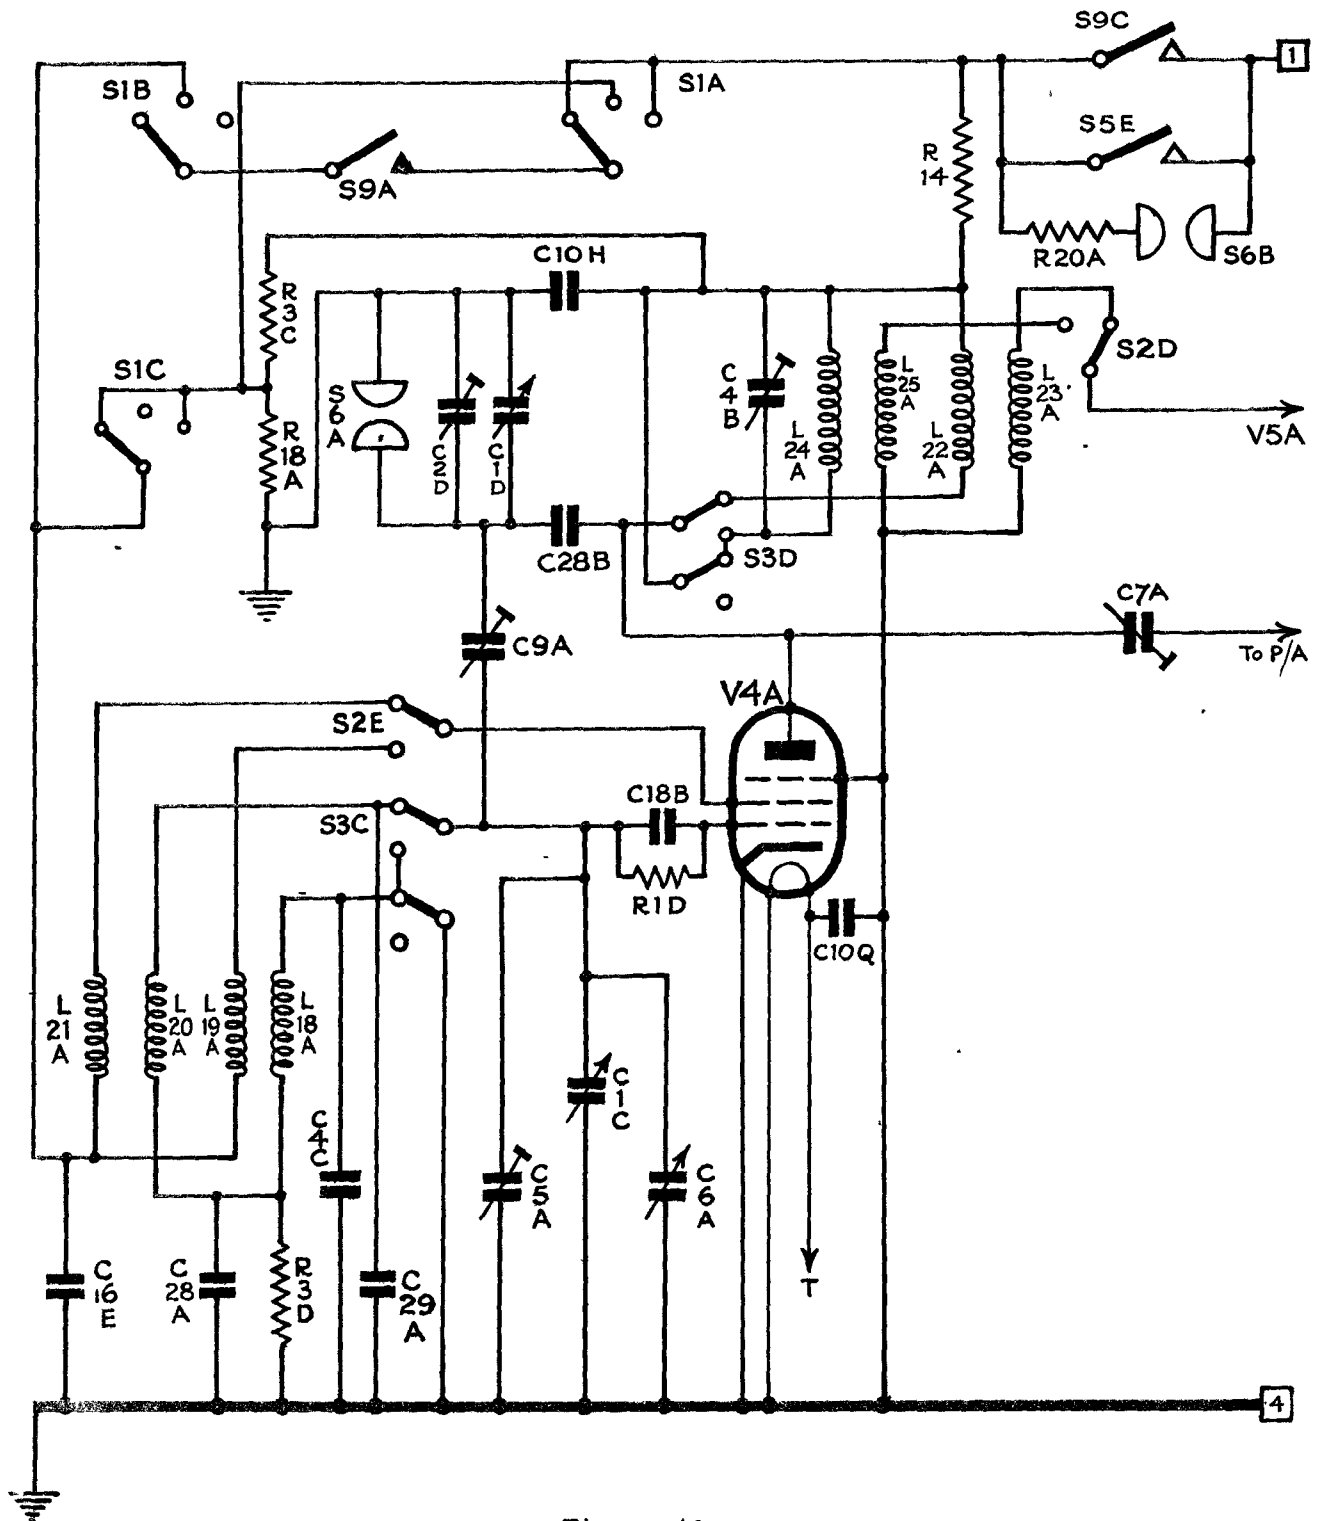 S9C
1
S1B
S1A
S5E
R
14
S9A
R20A
S6B
C10H
R
3
C
S2D
S1C
S
6
A
C
4
B
L
25
A
L
23
A
V5A
R
18
A
C
2
D
C
1
D
L
24
A
L
22
A
C28B
S3D
C7A
To P/A
C9A
V4A
S2E
C18B
S3C
R1D
C10Q
L
21
A
L
20
A
L
19
A
L
18
A
C
4
C
C
1
C
C
5
A
C
6
A
C
16
E
C
28
A
R
3
D
C
29
A
T
4